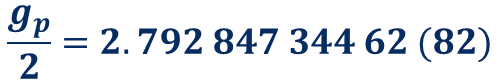 g_p/2 = 2.792 847 344 62 (82)